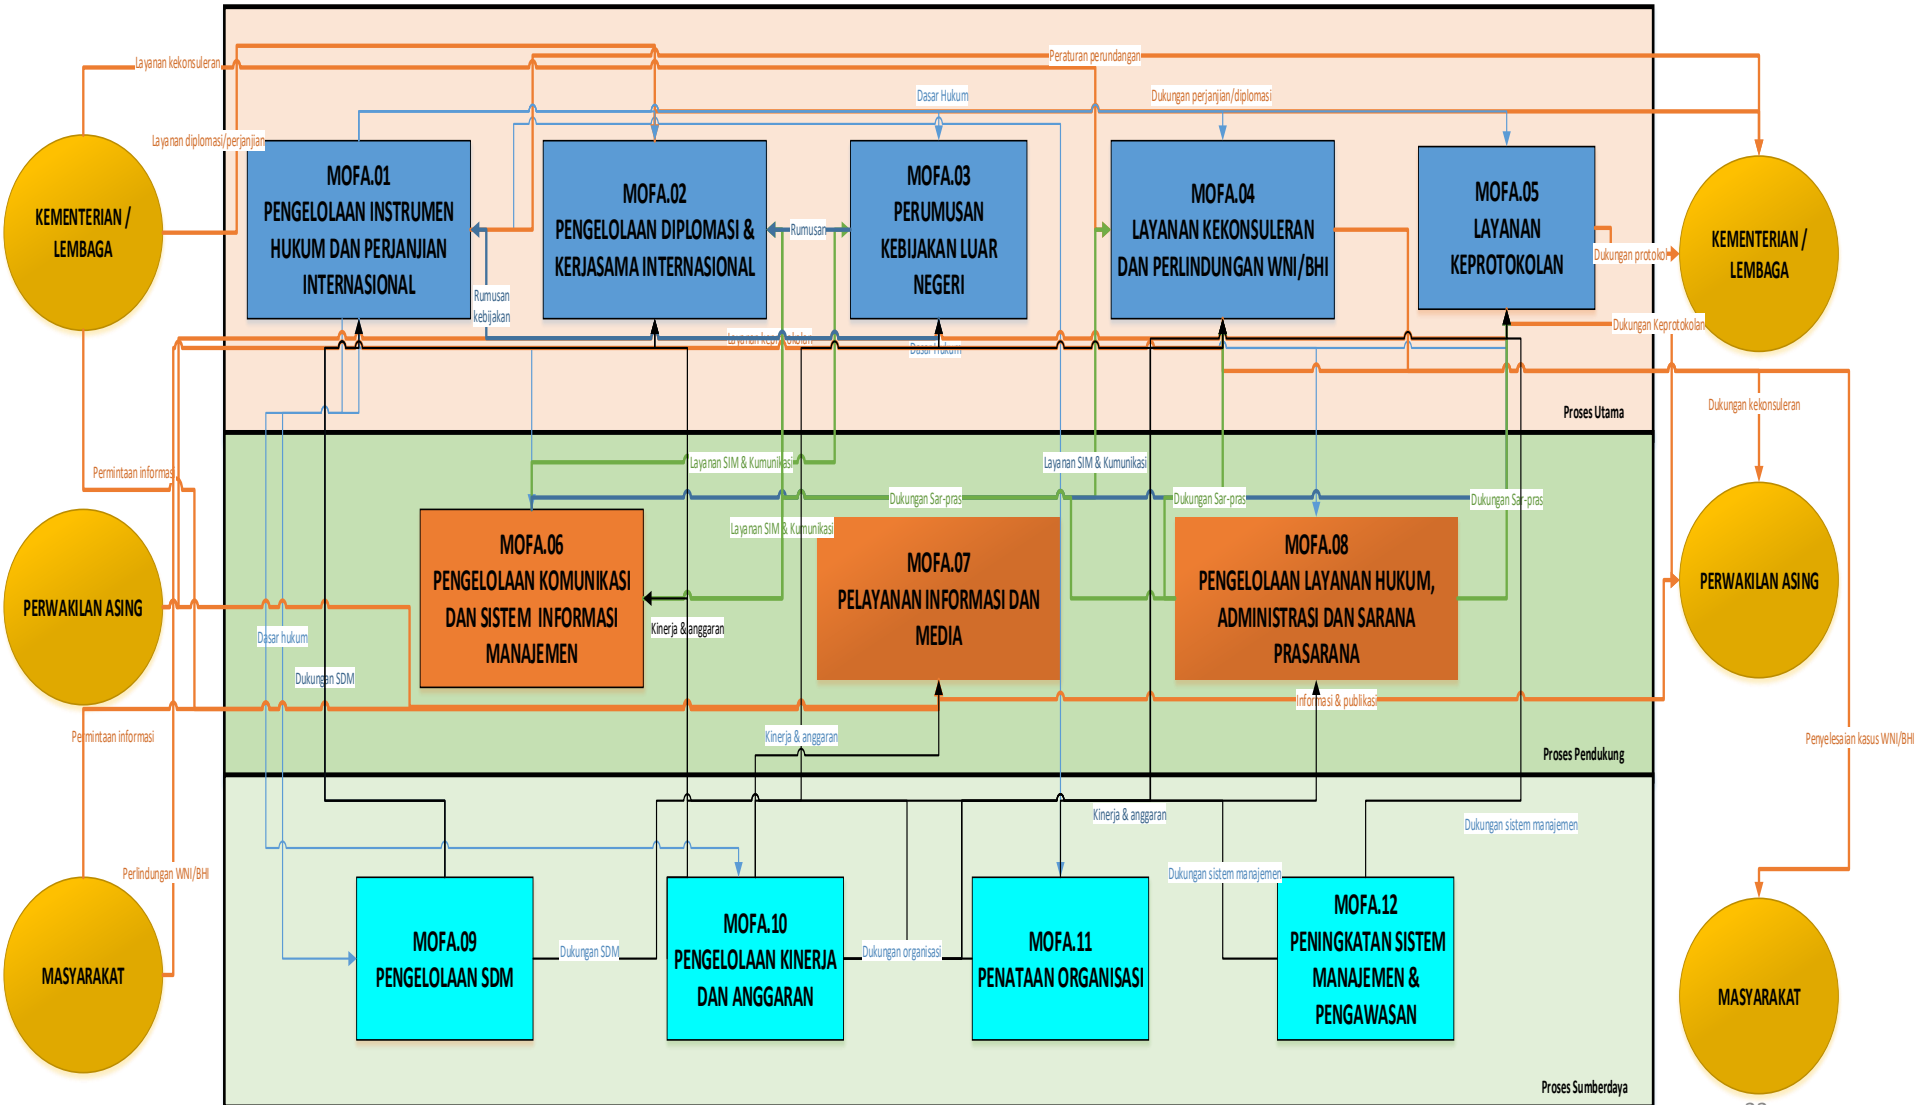 Peraturan perundangan
Layanan kekonsuleran
Dasar Hukum
Dukungan perjanjian/diplomasi
Layanan diplomasi/perjanjian
KEMENTERIAN /
LEMBAGA
MOFA.01
PENGELOLAAN INSTRUMEN
HUKUM DAN PERJANJIAN
INTERNASIONAL
MOFA.02
PENGELOLAAN DIPLOMASI &
KERJASAMA INTERNASIONAL
Rumusan
MOFA.03
PERUMUSAN
KEBIJAKAN LUAR
NEGERI
MOFA.04
LAYANAN KEKONSULERAN
DAN PERLINDUNGAN WNI/BHI
MOFA.05
LAYANAN
KEPROTOKOLAN
Dukungan protokol
KEMENTERIAN /
LEMBAGA
Rumusan
kebijakan
Layanan keprotokolan
Dasar Hukum
Dukungan Keprotokolan
Dukungan kekonsuleran
Proses Utama
Permintaan informasi
Layanan SIM & Kumunikasi
Layanan SIM & Kumunikasi
Dukungan Sar-pras
Dukungan Sar-pras
Dukungan Sar-pras
Layanan SIM & Kumunikasi
PERWAKILAN ASING
MOFA.06
PENGELOLAAN KOMUNIKASI
DAN SISTEM INFORMASI
MANAJEMEN
MOFA.07
PELAYANAN INFORMASI DAN
MEDIA
MOFA.08
PENGELOLAAN LAYANAN HUKUM,
ADMINISTRASI DAN SARANA
PRASARANA
PERWAKILAN ASING
Kinerja & anggaran
Dasar hukum
Dukungan SDM
Informasi & publikasi
Permintaan informasi
Kinerja & anggaran
Penyelesaian kasus WNI/BHI
Proses Pendukung
Kinerja & anggaran
Dukungan sistem manajemen
Perlindungan WNI/BHI
Dukungan sistem manajemen
MASYARAKAT
MOFA.09
PENGELOLAAN SDM
Dukungan SDM
MOFA.10
PENGELOLAAN KINERJA
DAN ANGGARAN
Dukungan organisasi
MOFA.11
PENATAAN ORGANISASI
MOFA.12
PENINGKATAN SISTEM
MANAJEMEN &
PENGAWASAN
MASYARAKAT
Proses Sumberdaya